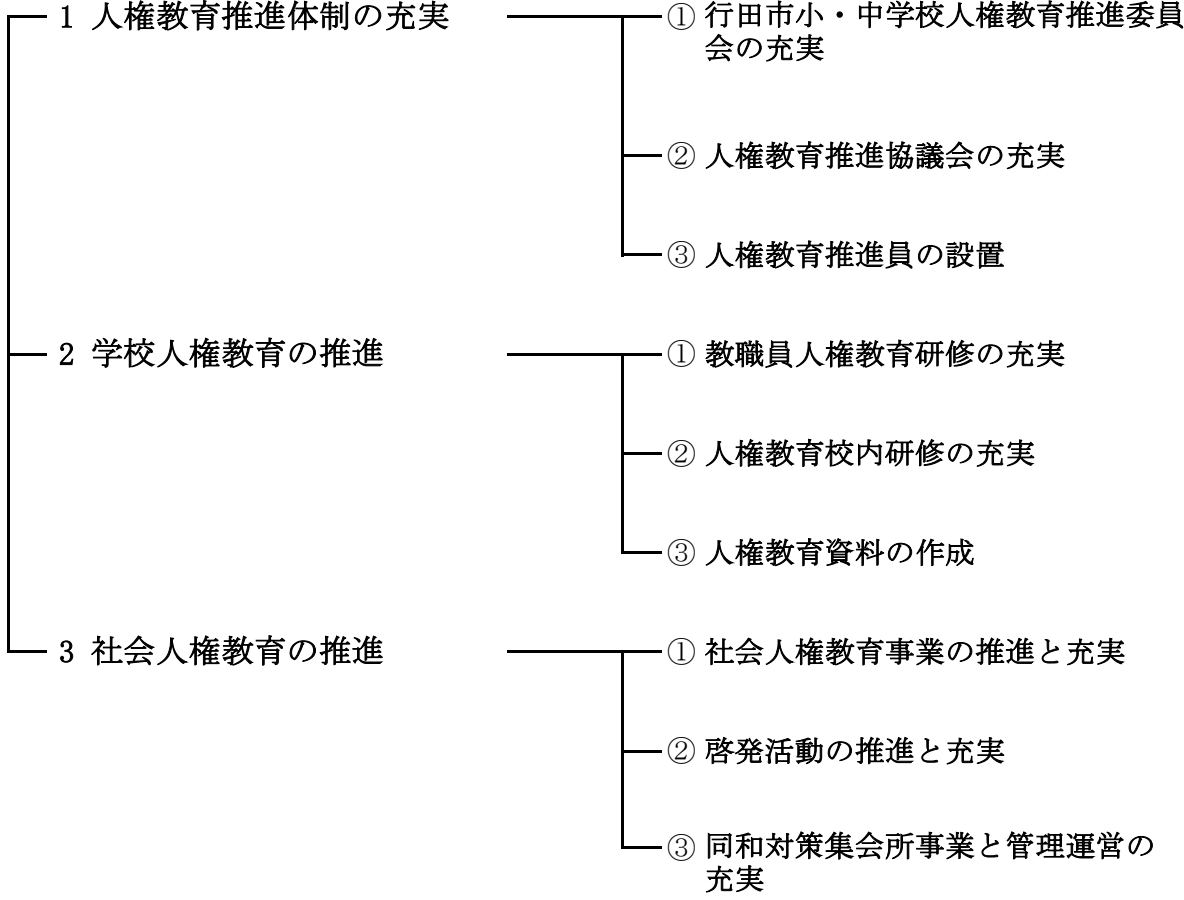 1 人権教育推進体制の充実
① 行田市小・中学校人権教育推進委員
会の充実
② 人権教育推進協議会の充実
③ 人権教育推進員の設置
2 学校人権教育の推進
① 教職員人権教育研修の充実
② 人権教育校内研修の充実
③ 人権教育資料の作成
3 社会人権教育の推進
① 社会人権教育事業の推進と充実
② 啓発活動の推進と充実
③ 同和対策集会所事業と管理運営の
充実